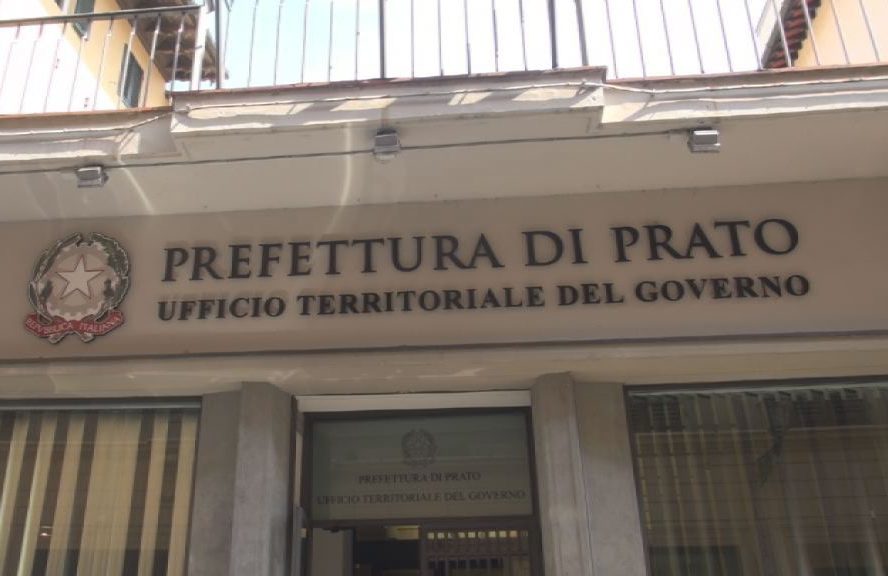 PREFETTURA DI PRATO
UFFICIO TERRITORIALE DEL GOVERNO
REPVBBLICA ITALIANA
PREFETTURA DI PRATO
UFFICIO TERRITORIALE DEL GOVERNO